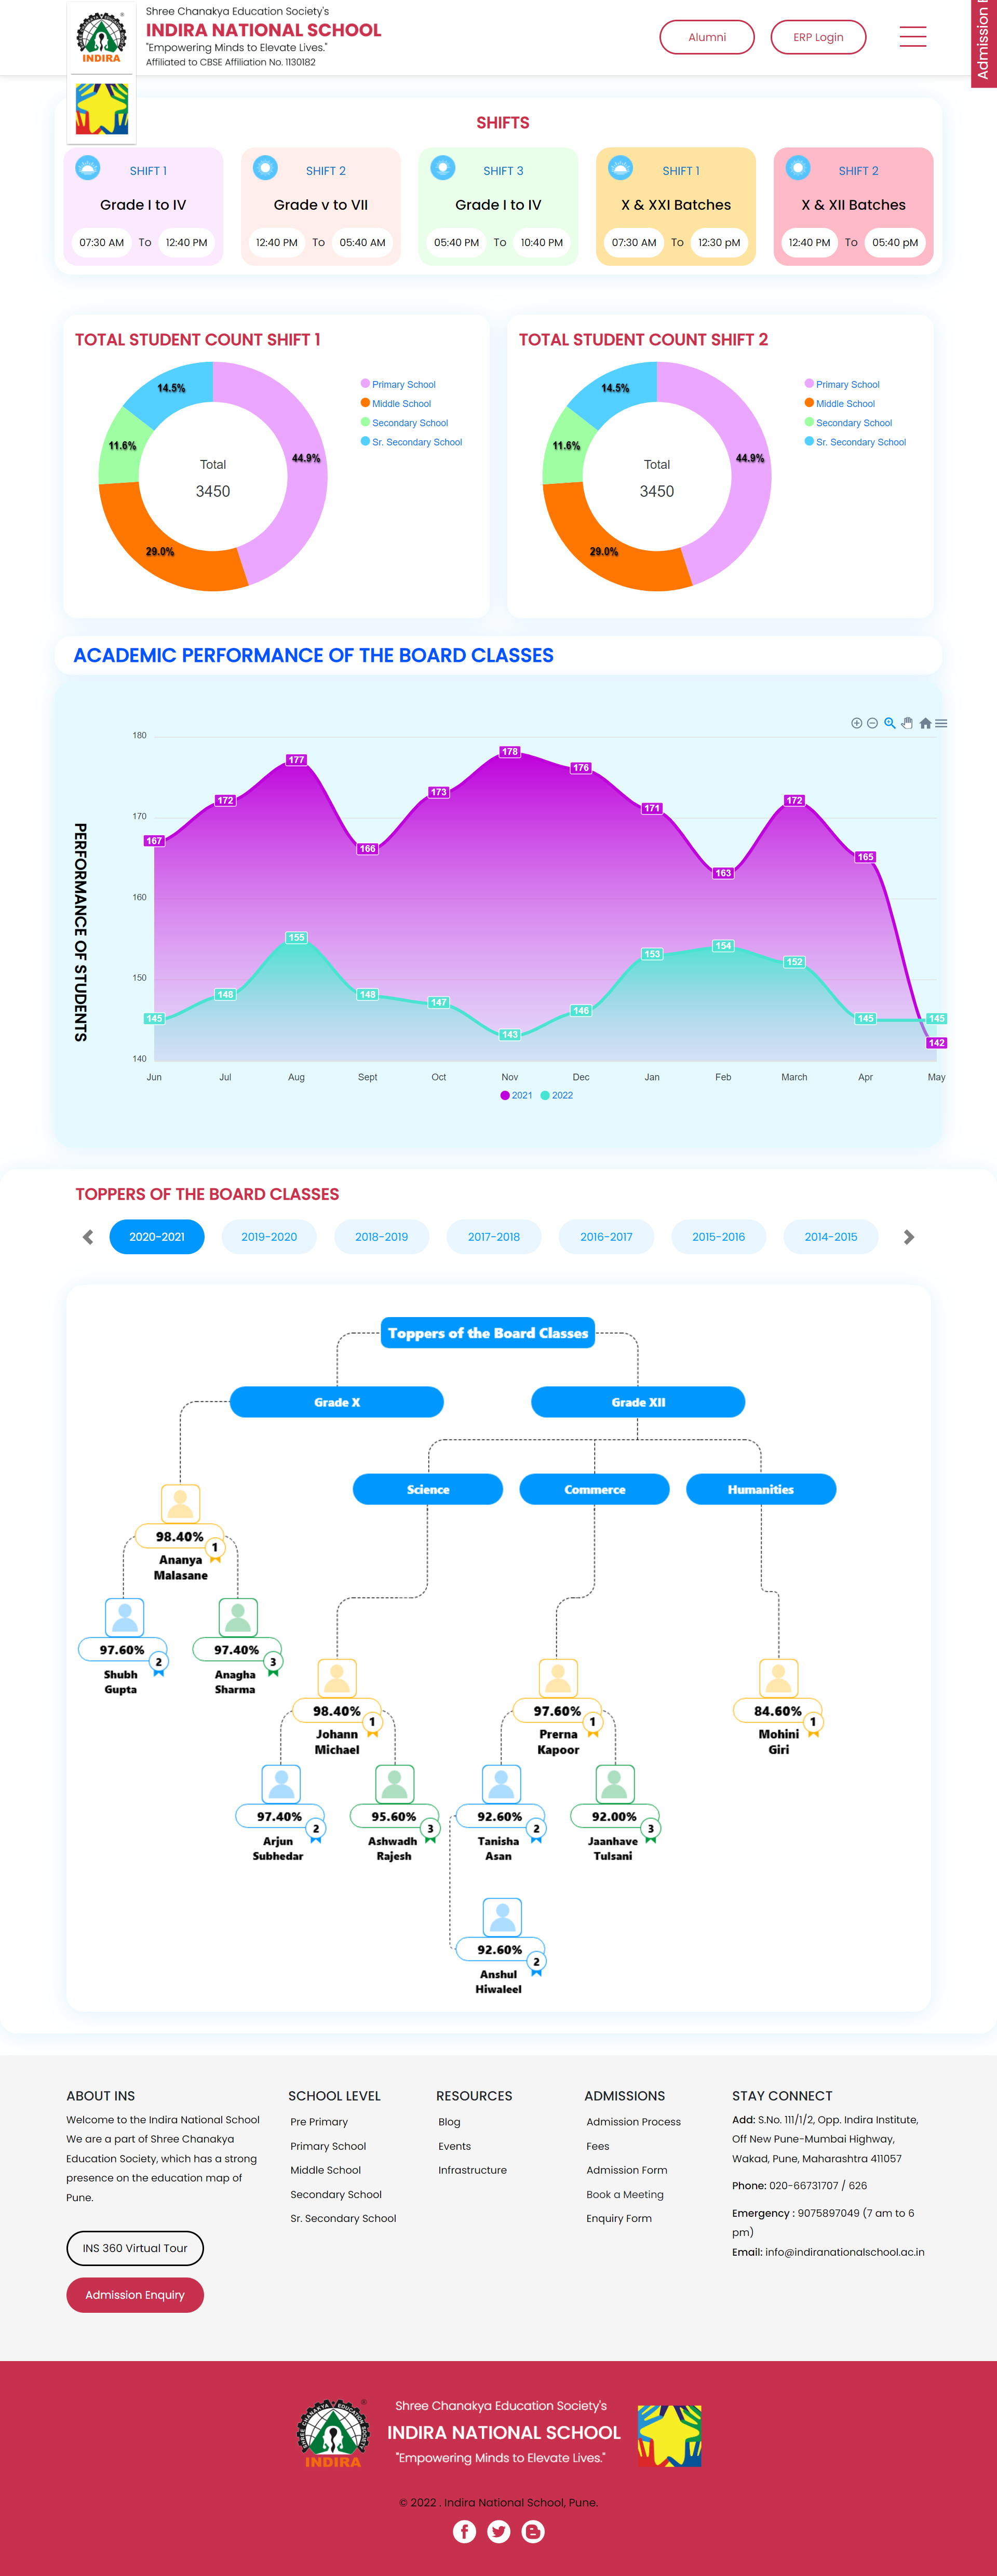 Shree Chanakya Education Society's
INDIRA NATIONAL SCHOOL
"Empowering Minds to Elevate Lives."
Affiliated to CBSE Affiliation No. 1130182
INDIRA
Alumni
ERP Login
Admission
SHIFTS
SHIFT 1
Grade I to IV
07:30 AM To 12:40 PM
SHIFT 2
Grade v to VII
12:40 PM To 05:40 AM
SHIFT 3
Grade I to IV
05:40 PM To 10:40 PM
SHIFT 1
X & XXI Batches
07:30 AM To 12:30 pM
SHIFT 2
X & XII Batches
12:40 PM To 05:40 pM
TOTAL STUDENT COUNT SHIFT 1
14.5%
11.6%
44.9%
29.0%
Total
3450
Primary School
Middle School
Secondary School
Sr. Secondary School
TOTAL STUDENT COUNT SHIFT 2
14.5%
11.6%
44.9%
29.0%
Total
3450
Primary School
Middle School
Secondary School
Sr. Secondary School
ACADEMIC PERFORMANCE OF THE BOARD CLASSES
PERFORMANCE OF STUDENTS
180
170
160
150
140
167 172 177 166 173 178 176 171 163 172 165 142
145 148 155 148 147 143 146 153 154 152 145 145
Jun Jul Aug Sept Oct Nov Dec Jan Feb March Apr May
2021 2022
TOPPERS OF THE BOARD CLASSES
2020-2021 2019-2020 2018-2019 2017-2018 2016-2017 2015-2016 2014-2015
Toppers of the Board Classes
Grade X
Grade XII
Science
Commerce
Humanities
98.40%
1
Ananya
Malasane
97.60%
2
Shubh
Gupta
97.40%
3
Anagha
Sharma
98.40%
1
Johann
Michael
97.60%
1
Prerna
Kapoor
84.60%
1
Mohini
Giri
97.40%
2
Arjun
Subhedar
95.60%
3
Ashwadh
Rajesh
92.60%
2
Tanisha
Asan
92.00%
3
Jaanhave
Tulsani
92.60%
2
Anshul
Hiwaleel
ABOUT INS
Welcome to the Indira National School
We are a part of Shree Chanakya
Education Society, which has a strong
presence on the education map of
Pune.
INS 360 Virtual Tour
Admission Enquiry
SCHOOL LEVEL
Pre Primary
Primary School
Middle School
Secondary School
Sr. Secondary School
RESOURCES
Blog
Events
Infrastructure
ADMISSIONS
Admission Process
Fees
Admission Form
Book a Meeting
Enquiry Form
STAY CONNECT
Add: S.No. 111/1/2, Opp. Indira Institute,
Off New Pune-Mumbai Highway,
Wakad, Pune, Maharashtra 411057
Phone: 020-66731707 / 626
Emergency : 9075897049 (7 am to 6
pm)
Email: info@indiranationalschool.ac.in
INDIRA
Shree Chanakya Education Society's
INDIRA NATIONAL SCHOOL
"Empowering Minds to Elevate Lives."
© 2022 . Indira National School, Pune.